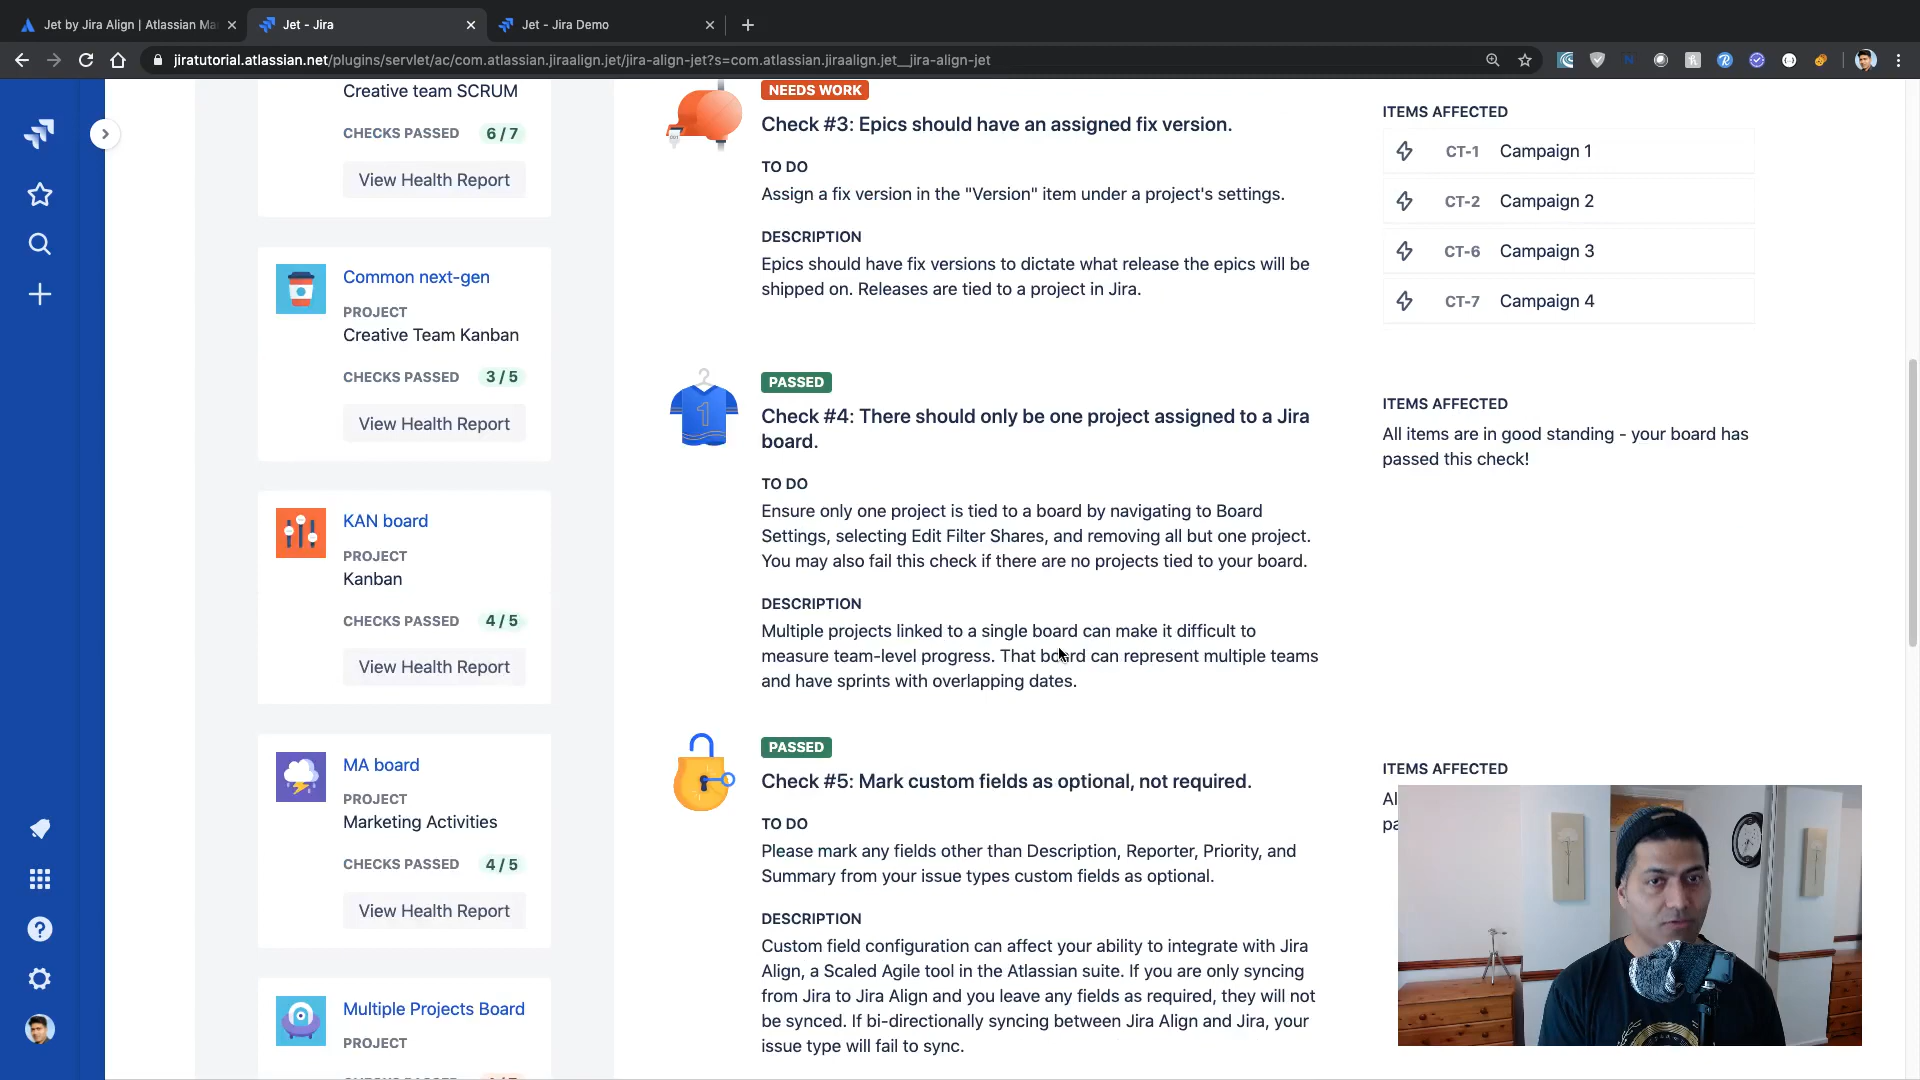 Jet by Jira Align | Atlassian Ma
Jet - Jira
Jet - Jira Demo
jiratutorial.atlassian.net/plugins/servlet/ac/com.atlassian.jiraalign.jet/jira-align-jet?s=com.atlassian.jiraalign.jet__jira-align-jet
Creative team SCRUM
CHECKS PASSED 6 / 7
View Health Report
Common next-gen
PROJECT
Creative Team Kanban
CHECKS PASSED 3 / 5
View Health Report
KAN board
PROJECT
Kanban
CHECKS PASSED 4 / 5
View Health Report
MA board
PROJECT
Marketing Activities
CHECKS PASSED 4 / 5
View Health Report
Multiple Projects Board
PROJECT
NEEDS WORK
Check #3: Epics should have an assigned fix version.
TO DO
Assign a fix version in the "Version" item under a project's settings.
DESCRIPTION
Epics should have fix versions to dictate what release the epics will be
shipped on. Releases are tied to a project in Jira.
ITEMS AFFECTED
CT-1 Campaign 1
CT-2 Campaign 2
CT-6 Campaign 3
CT-7 Campaign 4
PASSED
Check #4: There should only be one project assigned to a Jira
board.
TO DO
Ensure only one project is tied to a board by navigating to Board
Settings, selecting Edit Filter Shares, and removing all but one project.
You may also fail this check if there are no projects tied to your board.
DESCRIPTION
Multiple projects linked to a single board can make it difficult to
measure team-level progress. That board can represent multiple teams
and have sprints with overlapping dates.
ITEMS AFFECTED
All items are in good standing - your board has
passed this check!
PASSED
Check #5: Mark custom fields as optional, not required.
TO DO
Please mark any fields other than Description, Reporter, Priority, and
Summary from your issue types custom fields as optional.
DESCRIPTION
Custom field configuration can affect your ability to integrate with Jira
Align, a Scaled Agile tool in the Atlassian suite. If you are only syncing
from Jira to Jira Align and you leave any fields as required, they will not
be synced. If bi-directionally syncing between Jira Align and Jira, your
issue type will fail to sync.
ITEMS AFFECTED